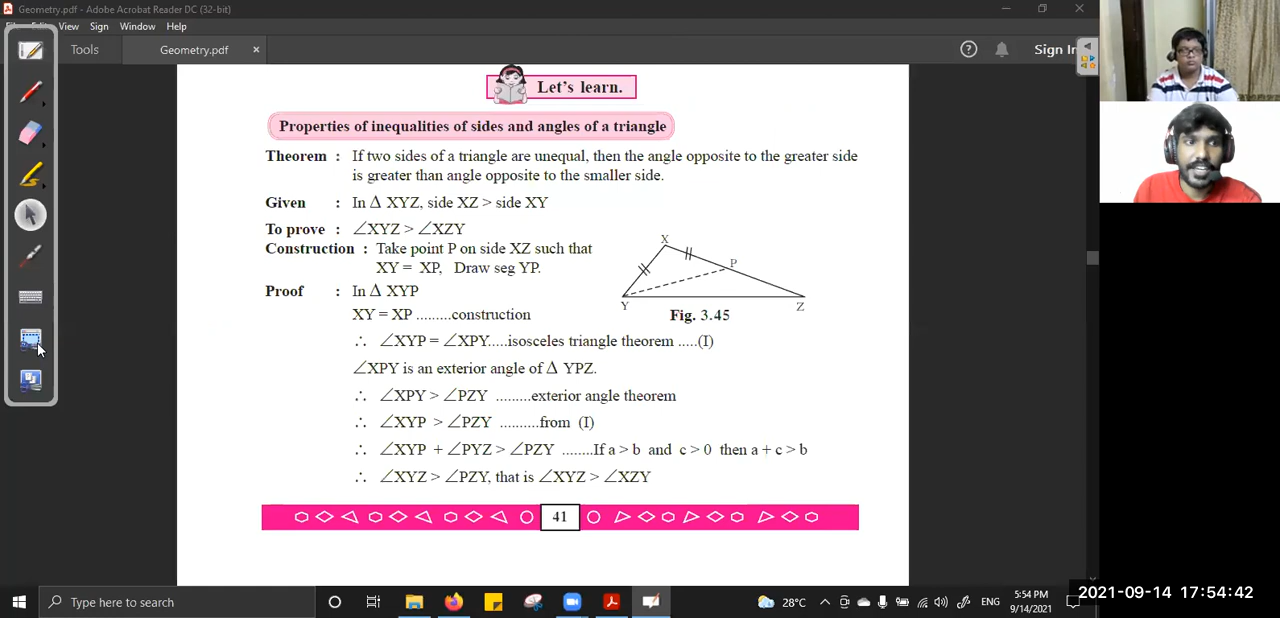 Geometry.pdf - Adobe Acrobat Reader DC (32-bit)
File Edit View Sign Window Help
Tools
Geometry.pdf ×
Sign In
Let's learn.
Properties of inequalities of sides and angles of a triangle
Theorem : If two sides of a triangle are unequal, then the angle opposite to the greater side
is greater than angle opposite to the smaller side.
Given : In Δ XYZ, side XZ > side XY
To prove : ∠XYZ > ∠XZY
Construction : Take point P on side XZ such that
XY = XP, Draw seg YP.
X
P
Y
Z
Fig. 3.45
Proof : In Δ XYP
XY = XP .........construction
∴ ∠XYP = ∠XPY.....isosceles triangle theorem .....(I)
∠XPY is an exterior angle of Δ YPZ.
∴ ∠XPY > ∠PZY .........exterior angle theorem
∴ ∠XYP > ∠PZY ..........from (I)
∴ ∠XYP + ∠PYZ > ∠PZY ........If a > b and c > 0 then a + c > b
∴ ∠XYZ > ∠PZY, that is ∠XYZ > ∠XZY
41
Type here to search
28°C
ENG
5:54 PM
9/14/2021
2021-09-14 17:54:42